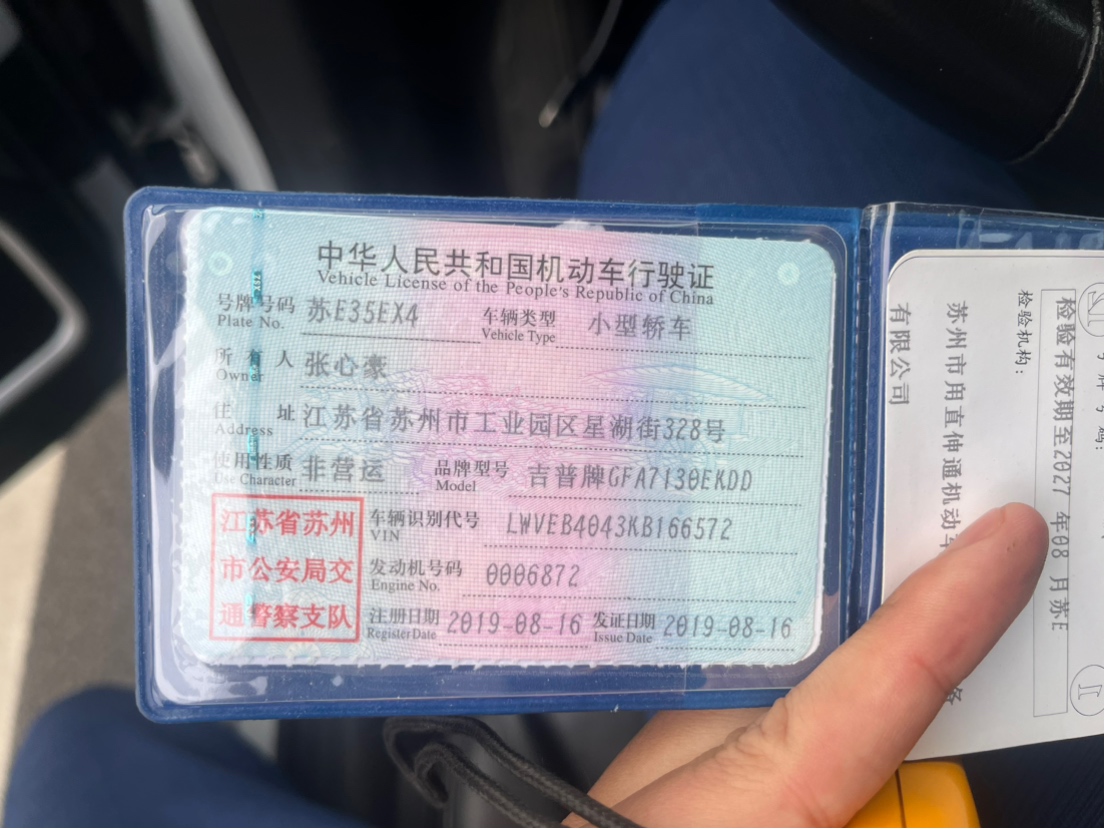 中华人民共和国机动车行驶证
Vehicle License of the People's Republic of China
号牌号码 苏E35EX4 车辆类型 小型轿车
Plate No. Vehicle Type
所有人 张心豪
Owner
住址 江苏省苏州市工业园区星湖街328号
Address
使用性质 非营运 品牌型号 吉普牌GFA7130EKDD
Use Character Model
江苏省苏州
市公安局交
通警察支队
车辆识别代号 LWVEB4043KB166572
VIN
发动机号码 0006872
Engine No.
注册日期 2019-08-16 发证日期 2019-08-16
Register Date Issue Date
号牌号码:
检验有效期至2027年08月苏E
检验机构:
苏州市用直伸通机动车
有限公司